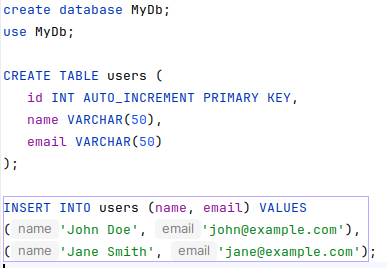 create database MyDb;
use MyDb;
CREATE TABLE users (
id INT AUTO_INCREMENT PRIMARY KEY,
name VARCHAR(50),
email VARCHAR(50)
);
INSERT INTO users (name, email) VALUES
( name 'John Doe', email 'john@example.com'),
( name 'Jane Smith', email 'jane@example.com');